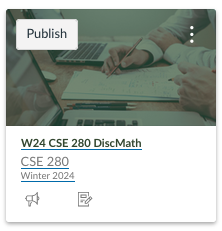 Publish
W24 CSE 280 DiscMath
CSE 280
Winter 2024